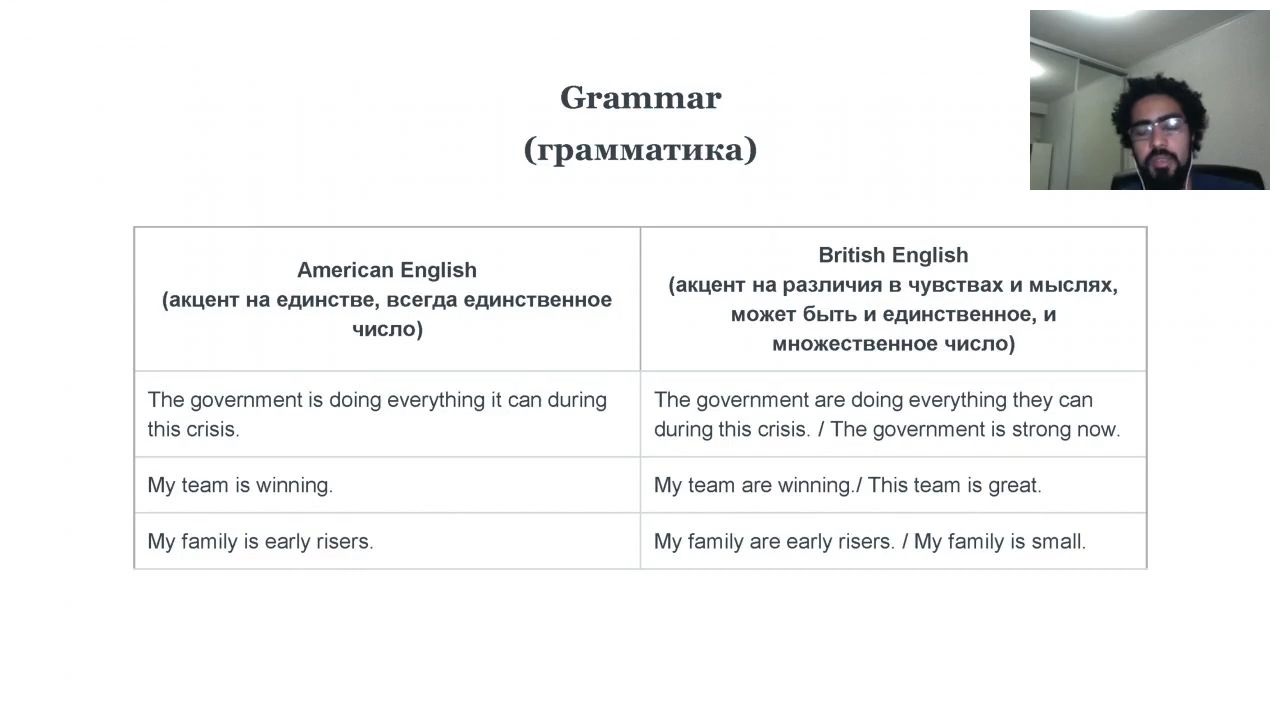 Grammar
(грамматика)
American English
(акцент на единстве, всегда единственное
число)
British English
(акцент на различия в чувствах и мыслях,
может быть и единственное, и
множественное число)
The government is doing everything it can during
this crisis.
The government are doing everything they can
during this crisis. / The government is strong now.
My team is winning.
My team are winning./ This team is great.
My family is early risers.
My family are early risers. / My family is small.